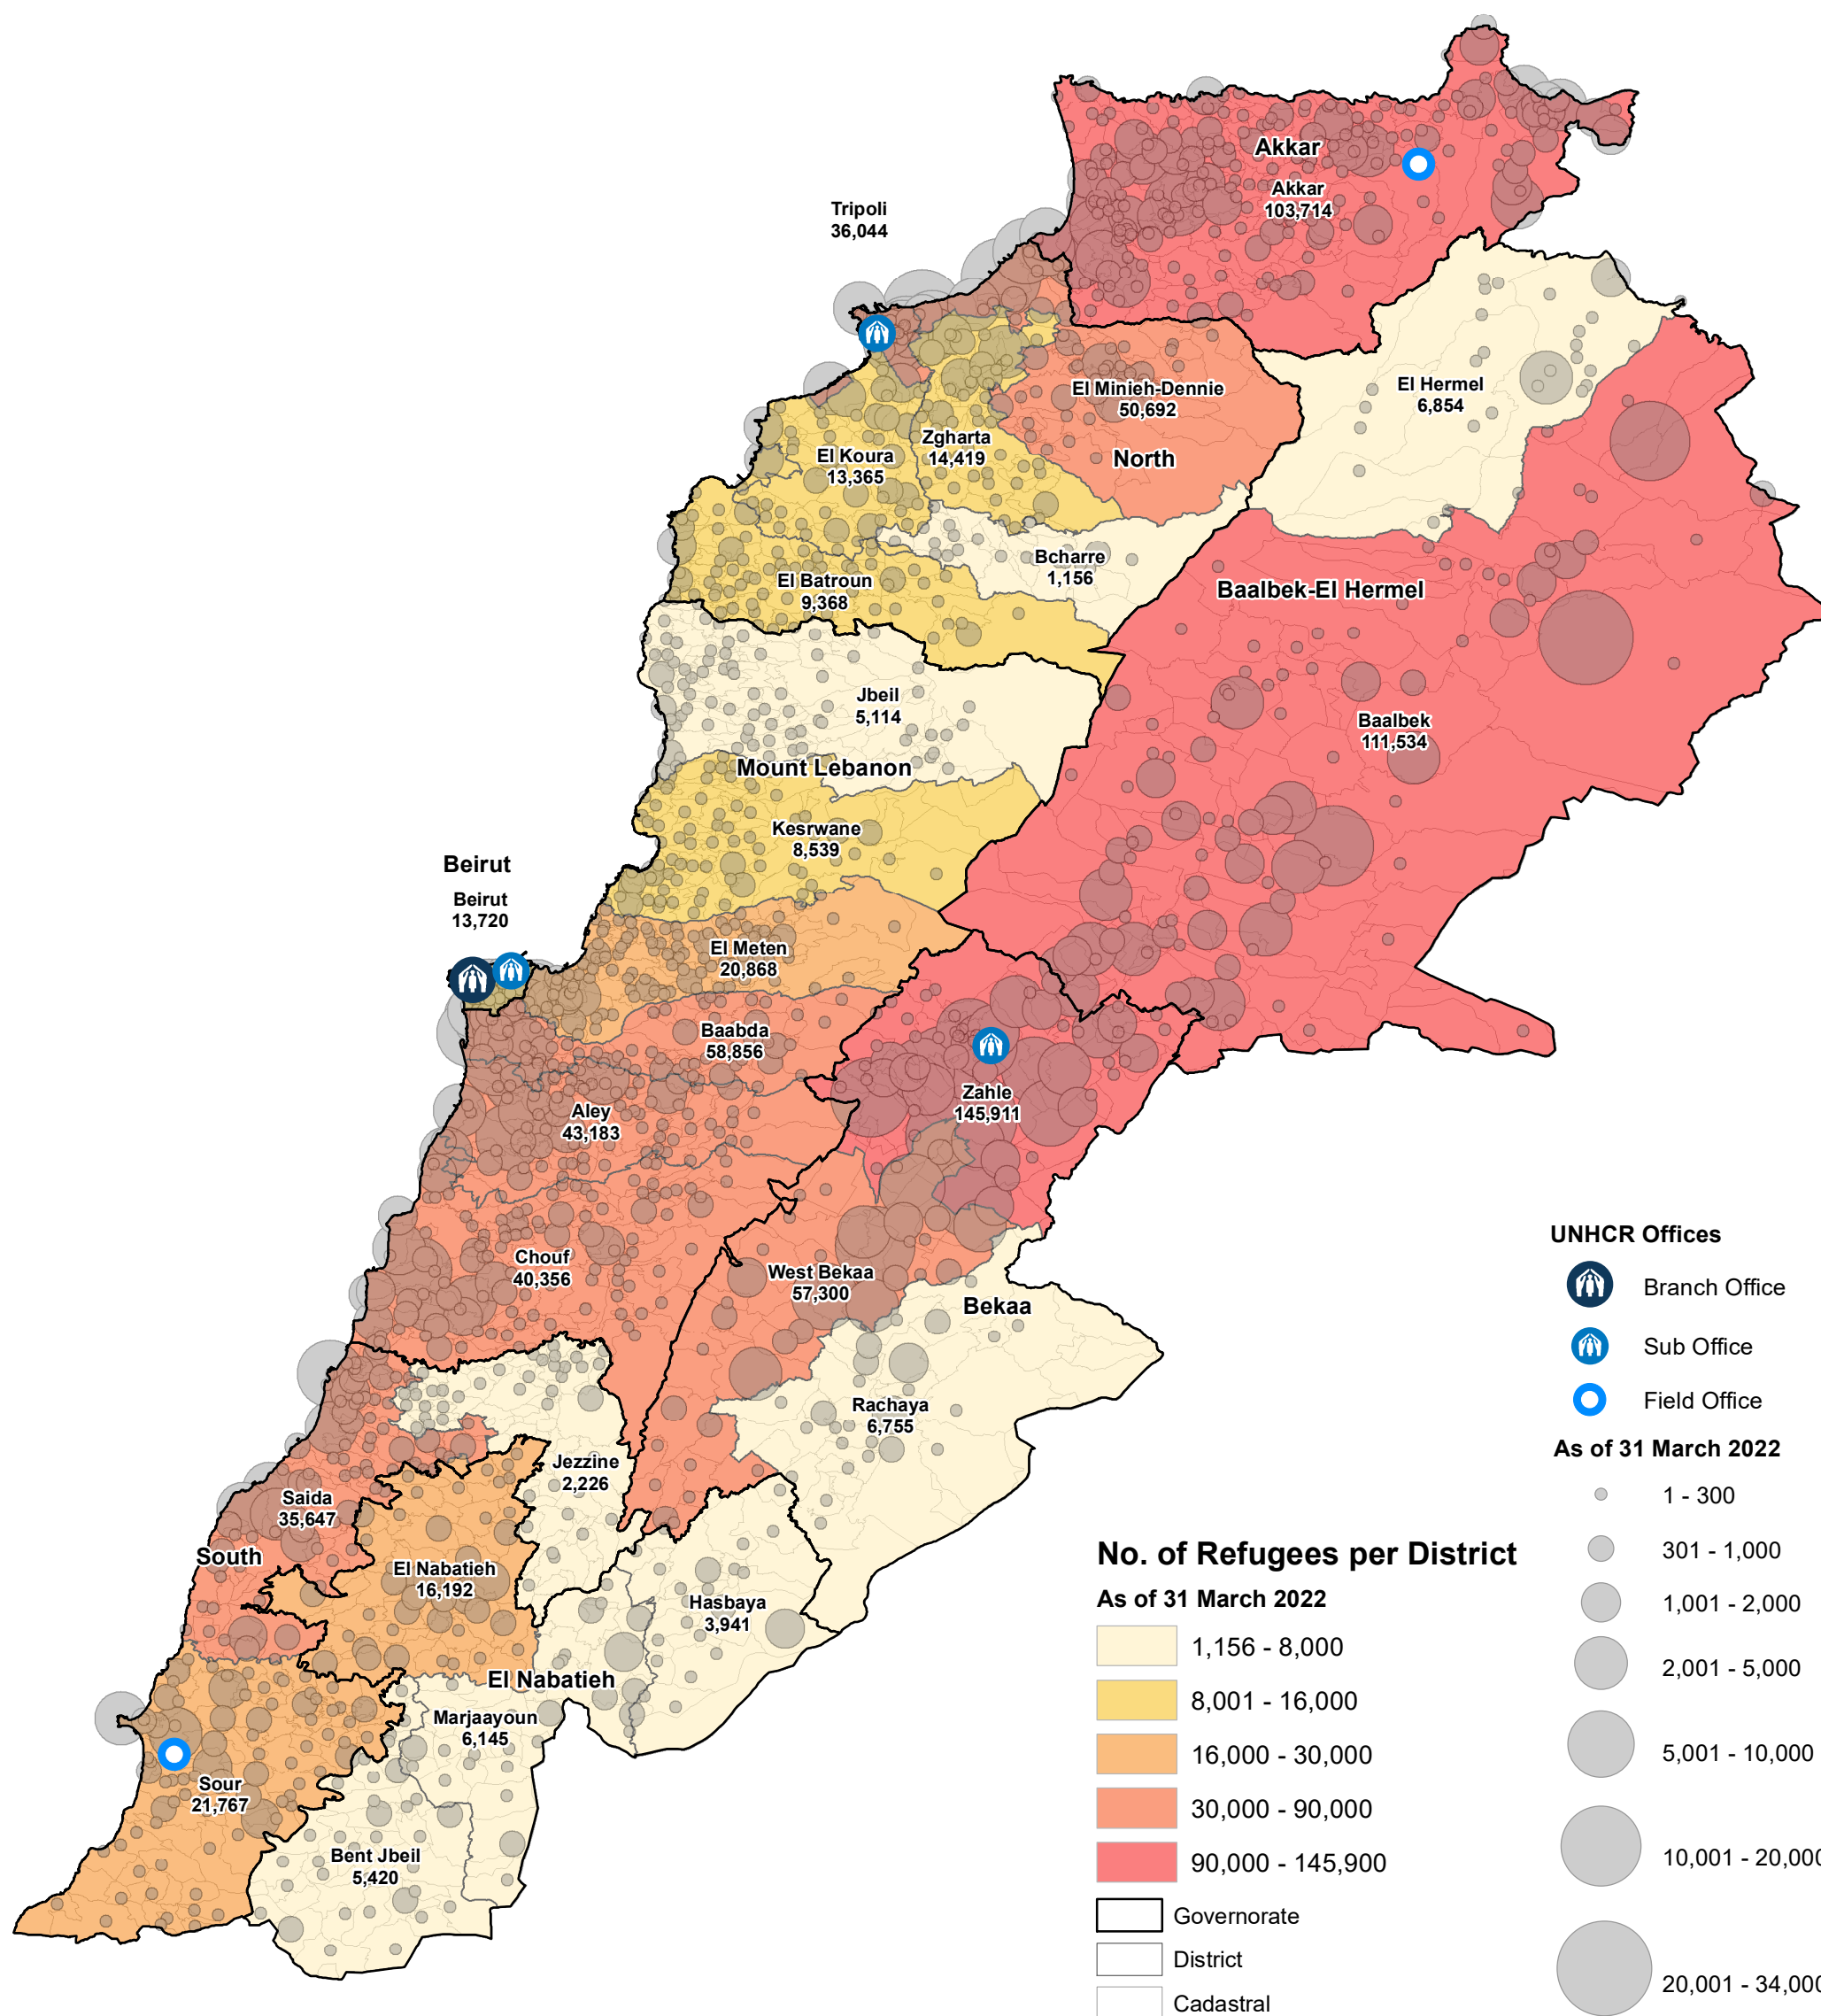 Akkar
Akkar
103,714
Tripoli
36,044
El Hermel
6,854
El Minieh-Dennie
50,692
Zgharta
14,419
North
El Koura
13,365
Bcharre
1,156
El Batroun
9,368
Baalbek-El Hermel
Jbeil
5,114
Baalbek
111,534
Mount Lebanon
Kesrwane
8,539
Beirut
Beirut
13,720
El Meten
20,868
Baabda
58,856
Zahle
145,911
Aley
43,183
Chouf
40,356
West Bekaa
57,300
Bekaa
Rachaya
6,755
Jezzine
2,226
Saida
35,647
South
El Nabatieh
16,192
Hasbaya
3,941
El Nabatieh
Marjaayoun
6,145
Sour
21,767
Bent Jbeil
5,420
UNHCR Offices
Branch Office
Sub Office
Field Office
As of 31 March 2022
1 - 300
301 - 1,000
1,001 - 2,000
2,001 - 5,000
5,001 - 10,000
10,001 - 20,000
20,001 - 34,000
No. of Refugees per District
As of 31 March 2022
1,156 - 8,000
8,001 - 16,000
16,000 - 30,000
30,000 - 90,000
90,000 - 145,900
Governorate
District
Cadastral